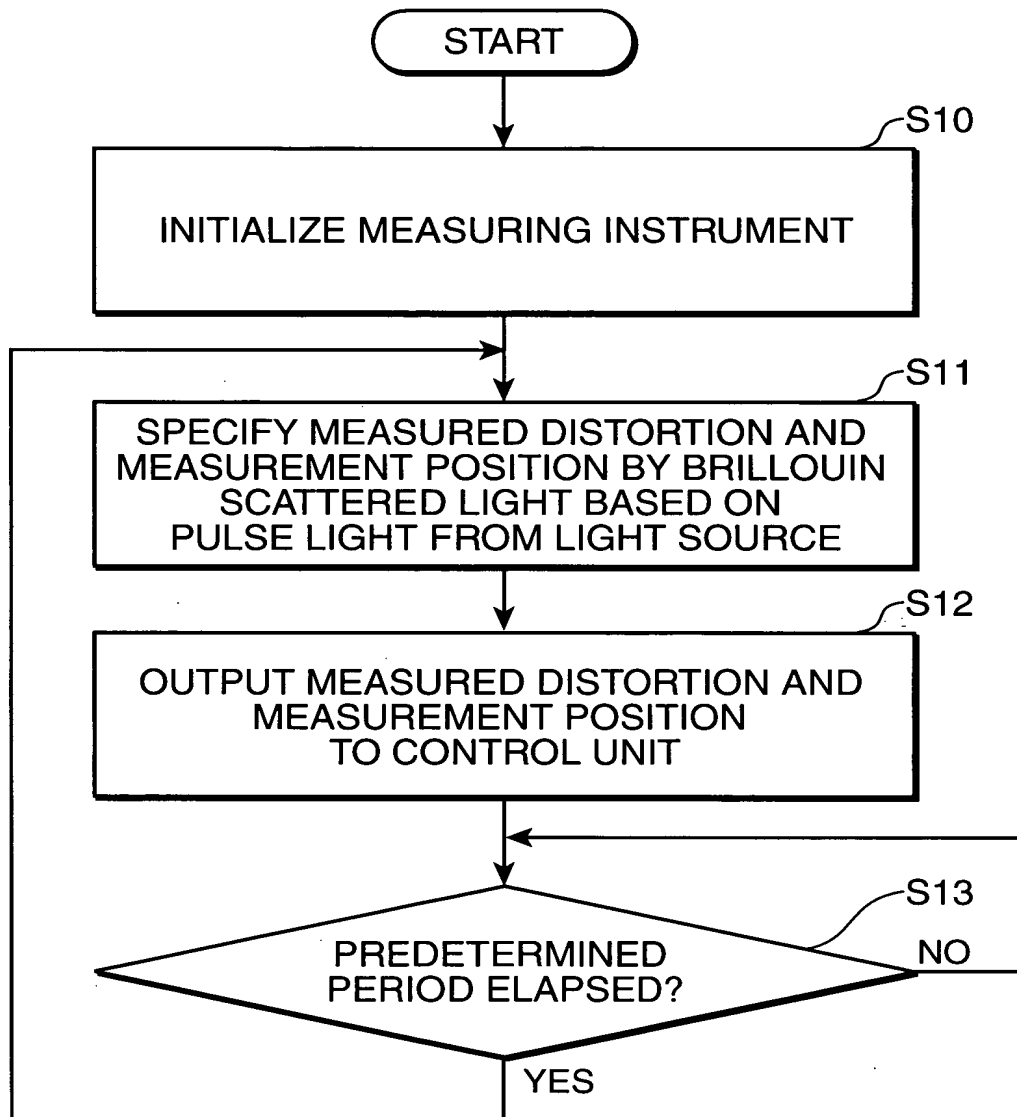 START
S10
INITIALIZE MEASURING INSTRUMENT
S11
SPECIFY MEASURED DISTORTION AND
MEASUREMENT POSITION BY BRILLOUIN
SCATTERED LIGHT BASED ON
PULSE LIGHT FROM LIGHT SOURCE
S12
OUTPUT MEASURED DISTORTION AND
MEASUREMENT POSITION
TO CONTROL UNIT
S13
PREDETERMINED
PERIOD ELAPSED?
NO
YES